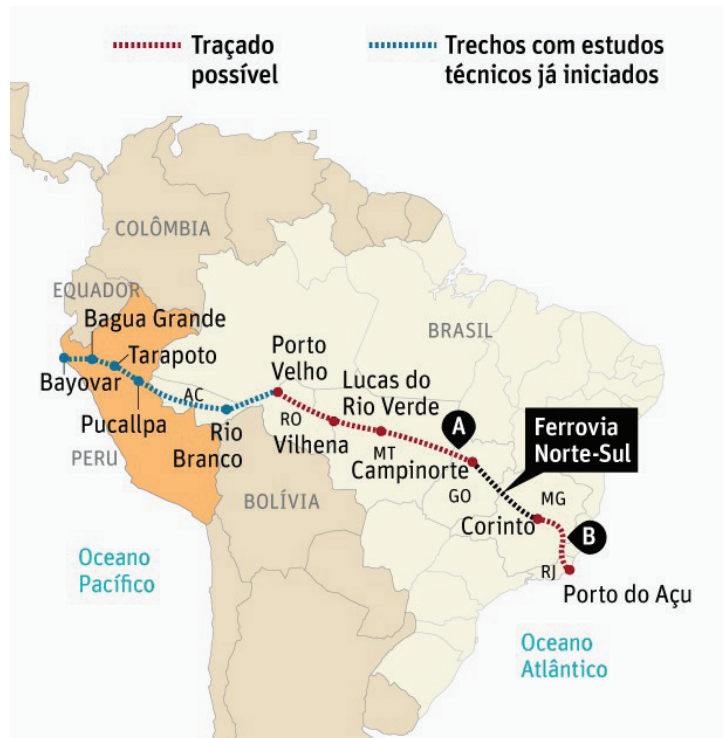 Traçado
possível
Trechos com estudos
técnicos já iniciados
COLÔMBIA
EQUADOR
Bagua Grande
Tarapoto
Bayovar
Pucallpa
PERU
AC
Rio
Branco
Porto
Velho
BRASIL
Lucas do
Rio Verde
RO
Vilhena
MT
Campinorte
A
Ferrovia
Norte-Sul
GO
MG
Corinto
B
BOLÍVIA
RJ
Porto do Açu
Oceano
Pacífico
Oceano
Atlântico